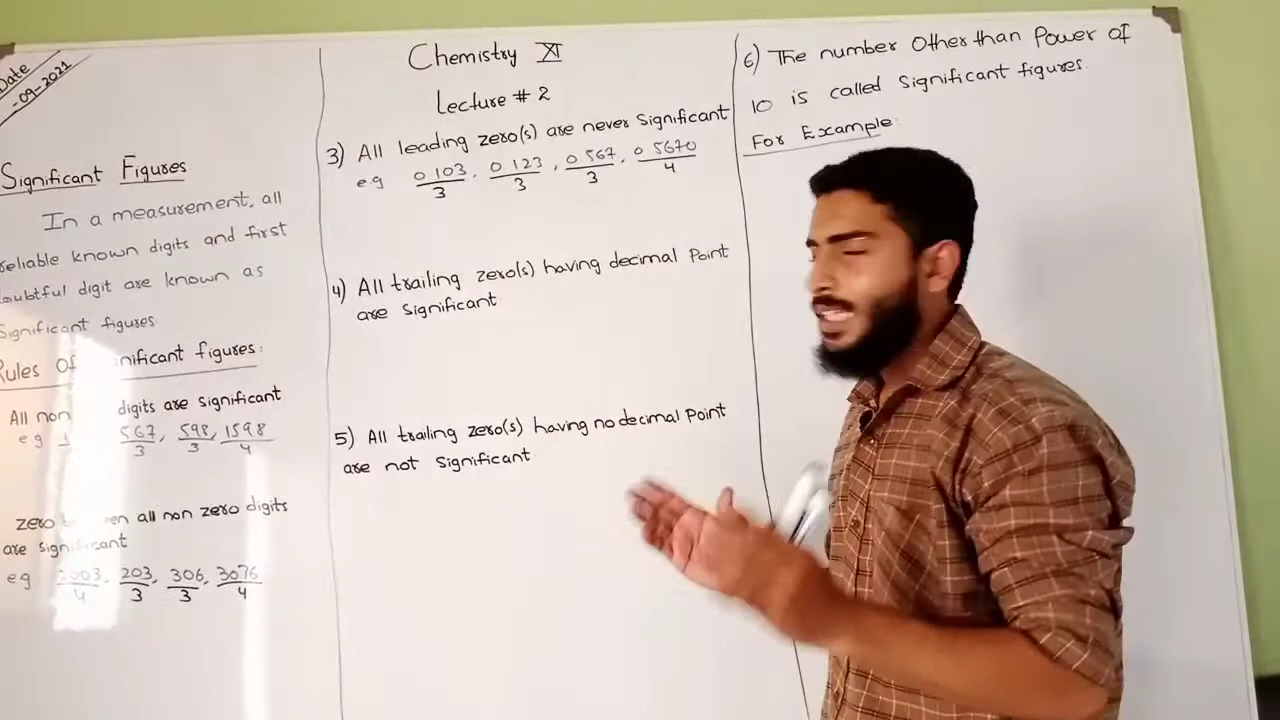 Date
-09-2021
Significant Figures
In a measurement, all
reliable known digits and first
doubtful digit are known as
Significant figures
Rules Of nificant figures:
All non digits are significant
eg 1 567, 598, 1598
3 3 4
zero en all non zero digits
are significant
eg 2003, 203, 306, 3076
4 3 3 4
Chemistry XI
Lecture # 2
3) All leading zero(s) are never Significant
eg 0.103, 0.123, 0.567, 0.5670
3 3 3 4
4) All trailing zero(s) having decimal Point
are Significant
5) All trailing zero(s) having no decimal Point
are not Significant
6) The number Other than Power of
10 is called Significant figures.
For Example: